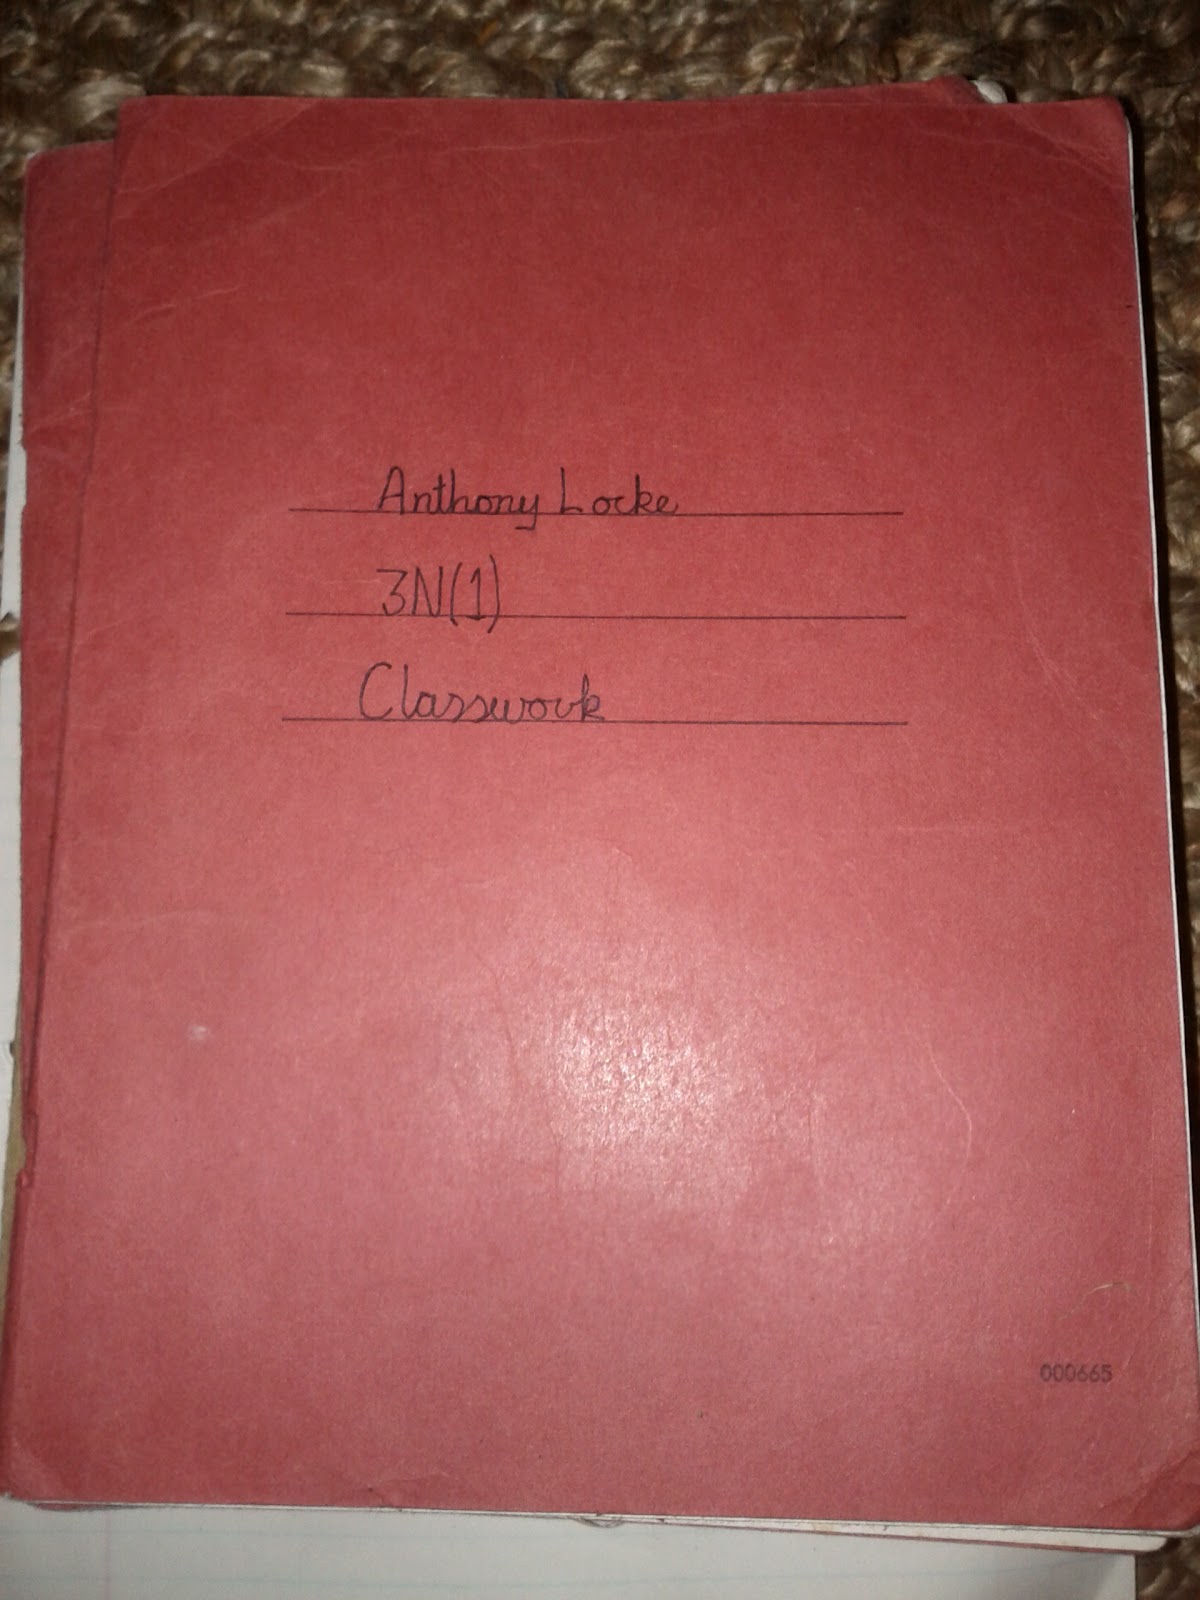 Anthony Locke
3N(1)
Classwork
000665